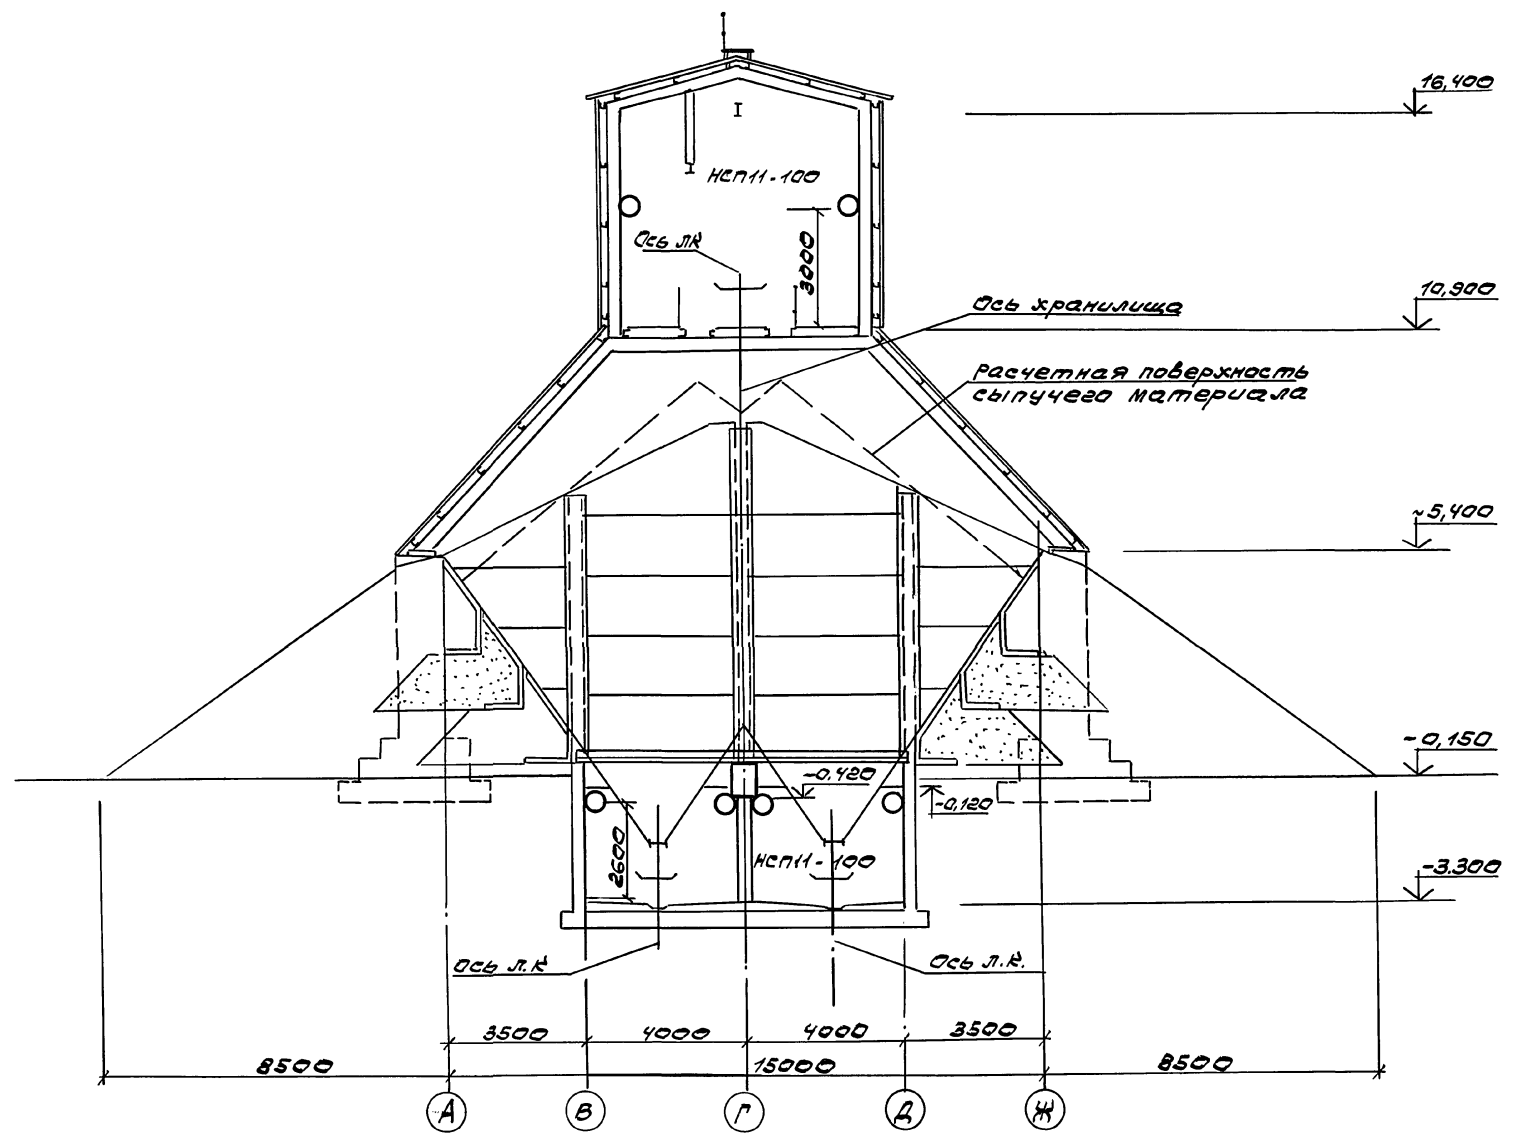 16,400
I
НСП11-100
Ось ЛК
3000
10,900
Ось хранилища
Расчетная поверхность
сыпучего материала
~5,400
-0,150
-0,420
-0,120
2600
НСП11-100
-3.300
Ось л.к
Ось л.к.
3500
4000
4000
3500
8500
15000
8500
А
В
Г
Д
Ж